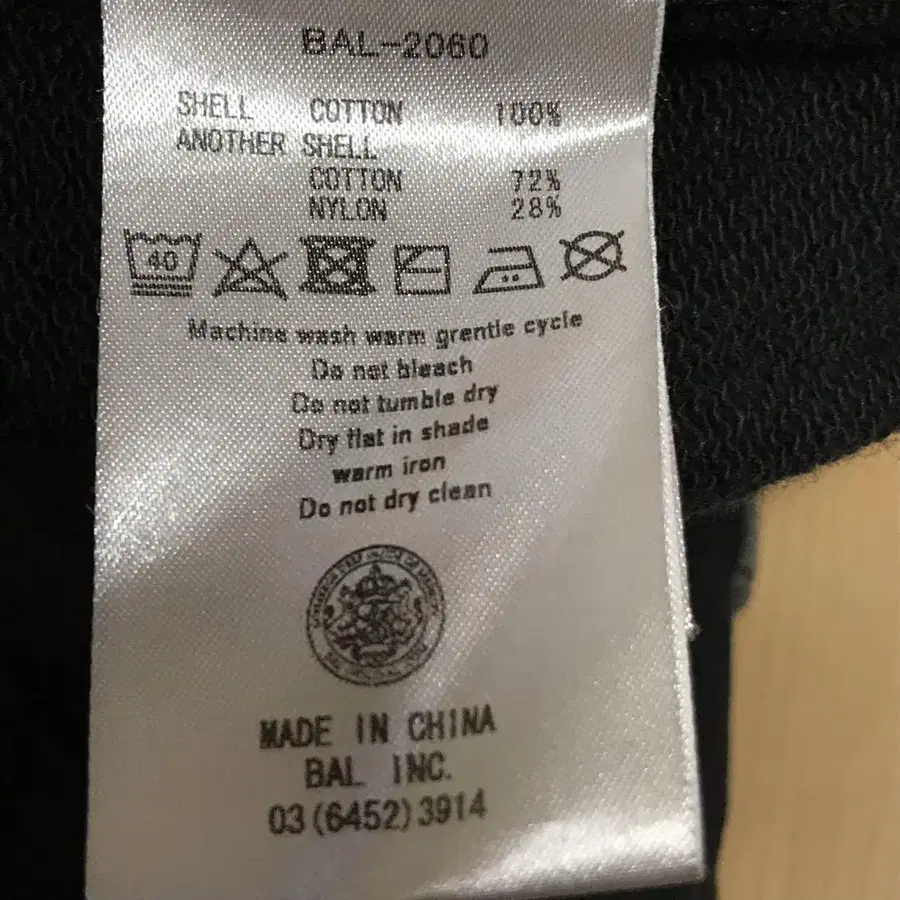 BAL-2060
SHELL COTTON 100%
ANOTHER SHELL
COTTON 72%
NYLON 28%
40
Machine wash warm grentle cycle
Do not bleach
Do not tumble dry
Dry flat in shade
warm iron
Do not dry clean
MADE IN CHINA
BAL INC.
03(6452)3914